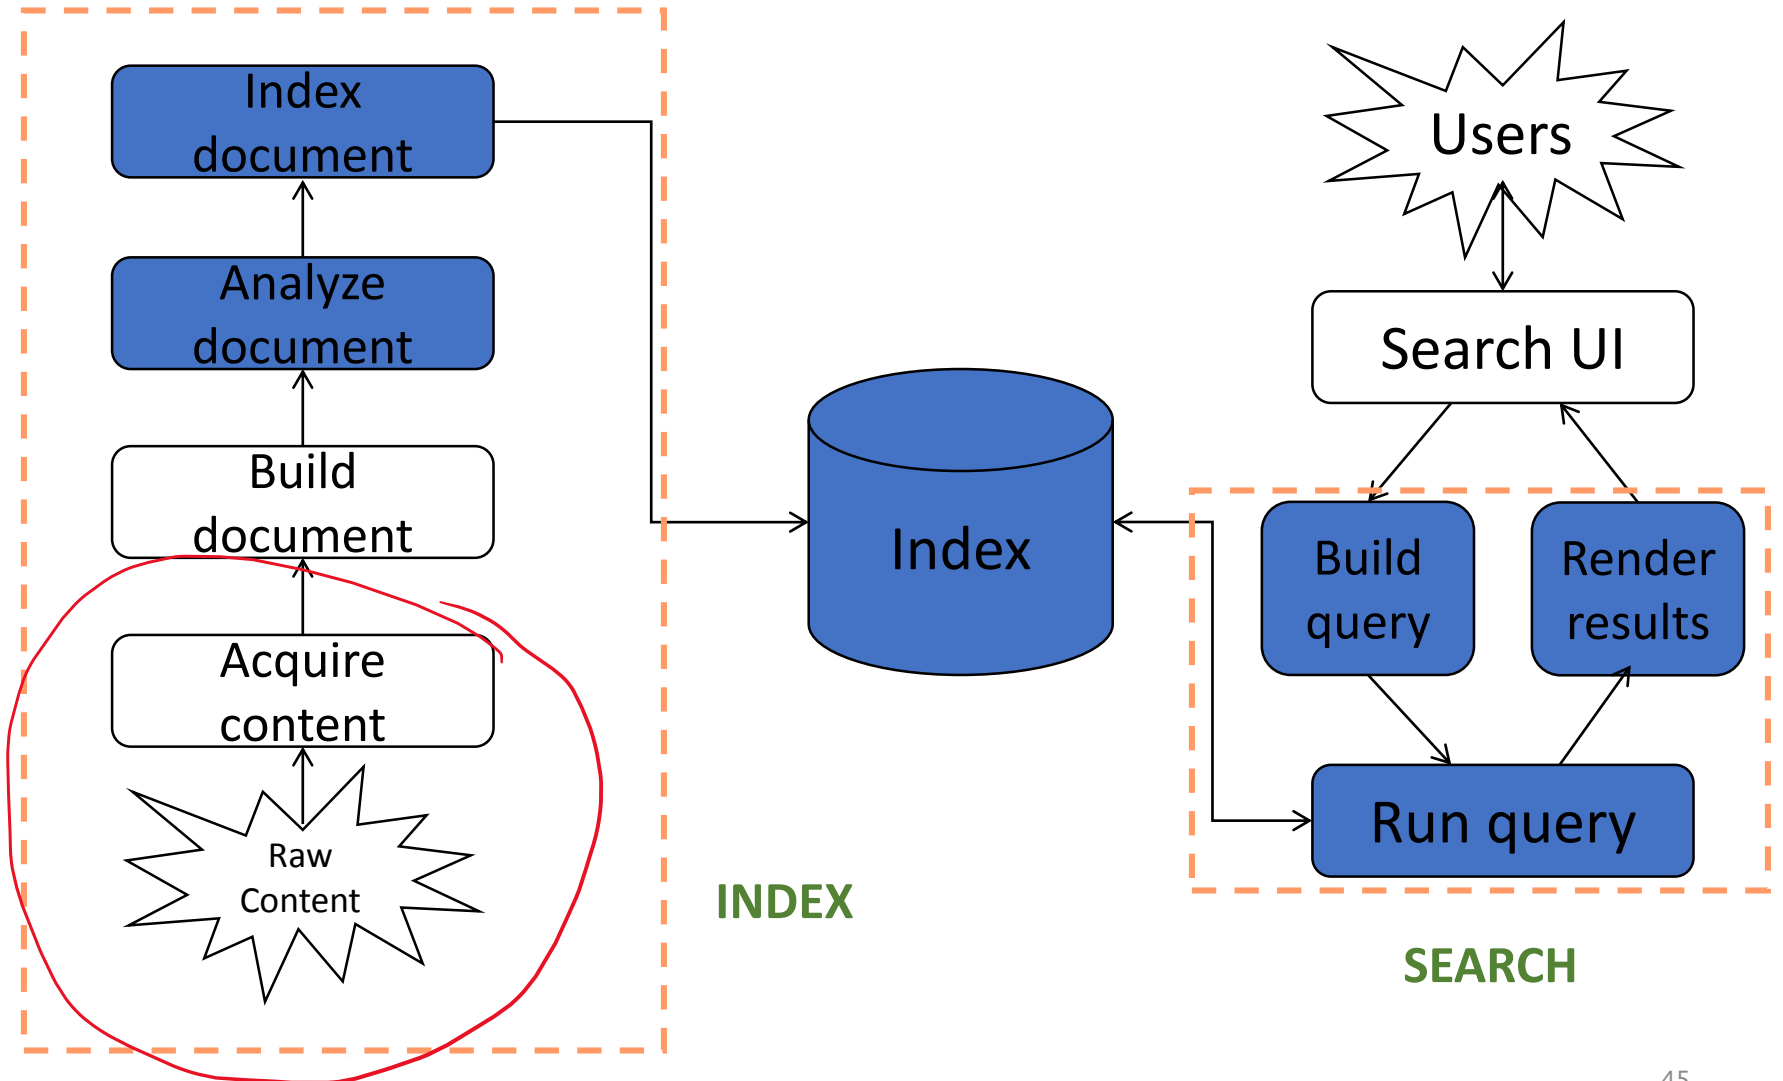 Index
document
Analyze
document
Build
document
Acquire
content
Raw
Content
INDEX
Index
Users
Search UI
Build
query
Render
results
Run query
SEARCH
45